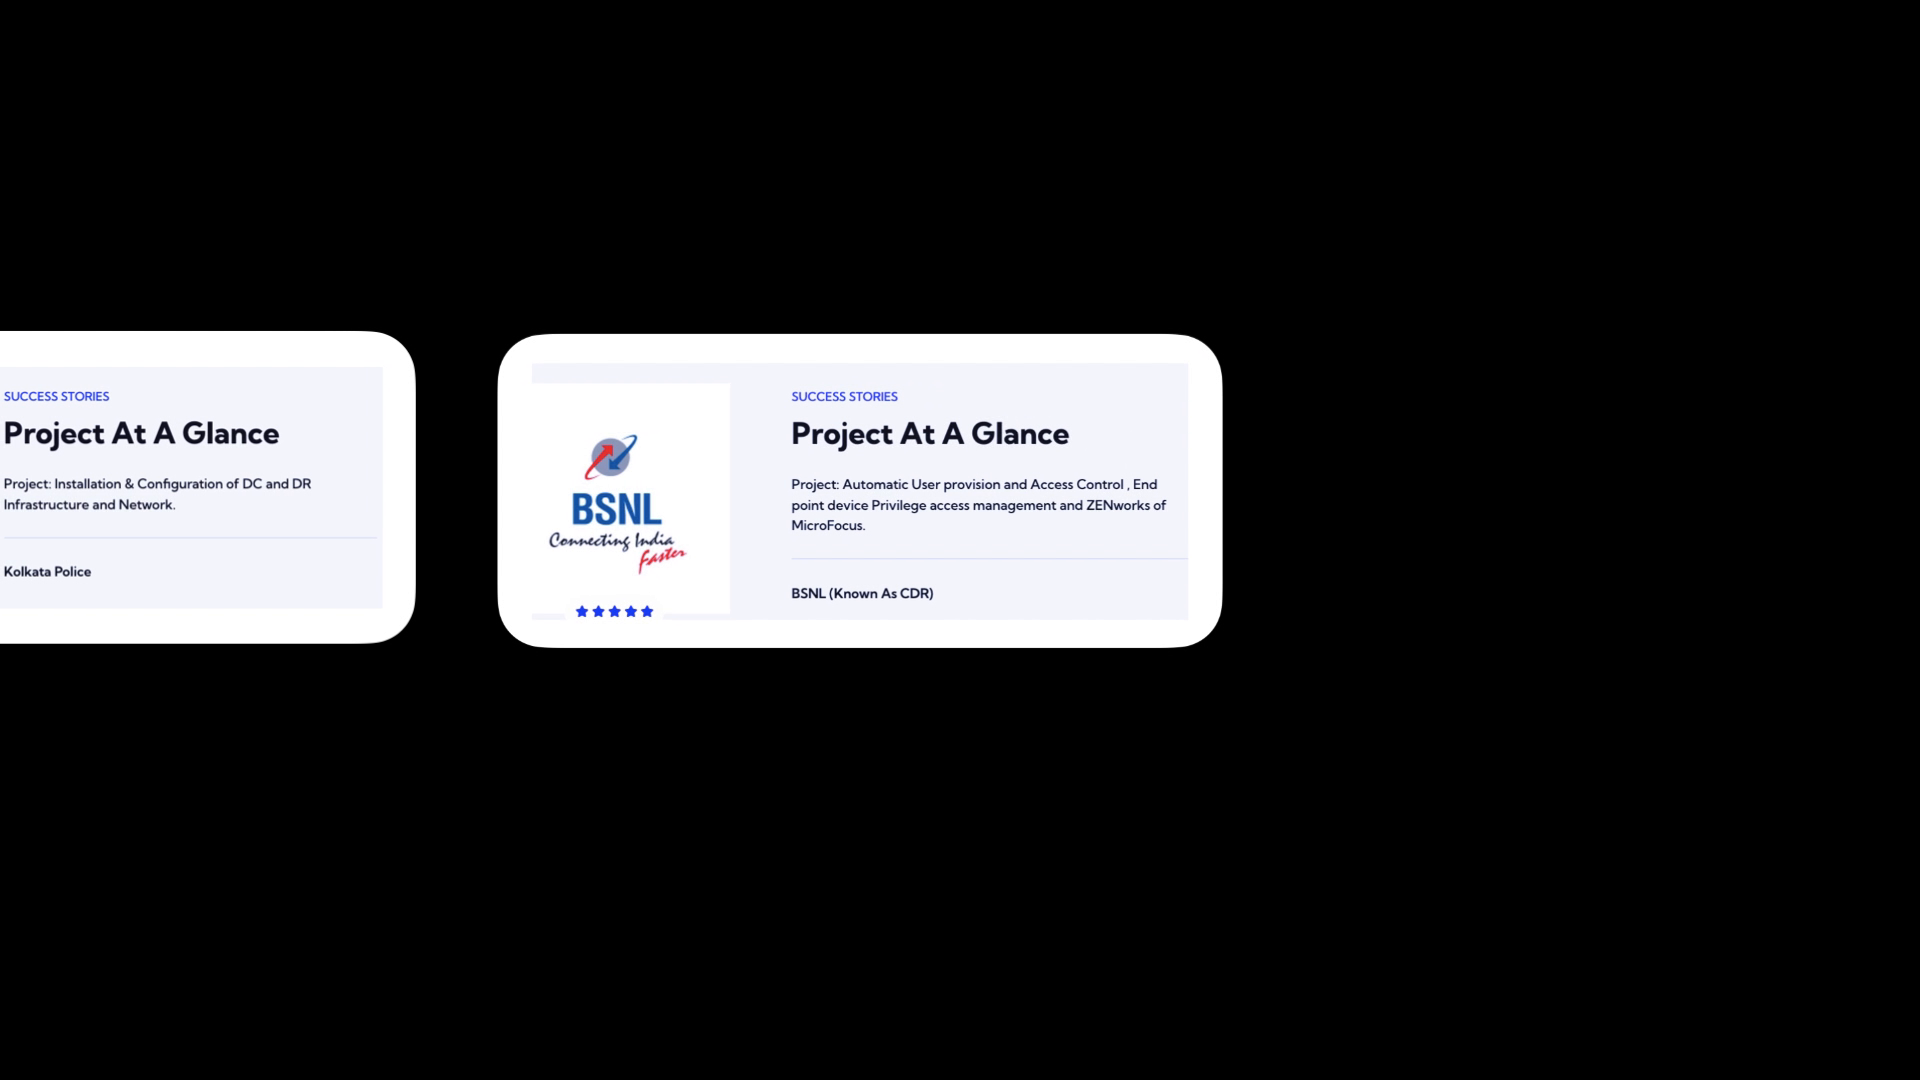 SUCCESS STORIES
Project At A Glance
Project: Installation & Configuration of DC and DR
Infrastructure and Network.
Kolkata Police
BSNL
Connecting India
Faster
SUCCESS STORIES
Project At A Glance
Project: Automatic User provision and Access Control , End
point device Privilege access management and ZENworks of
MicroFocus.
BSNL (Known As CDR)